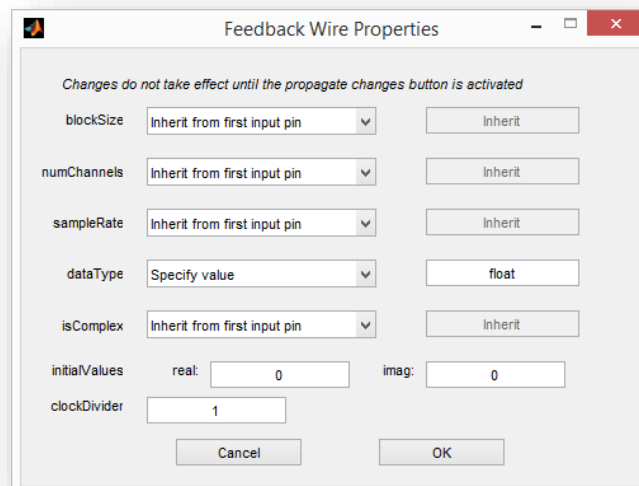 Feedback Wire Properties
Changes do not take effect until the propagate changes button is activated
blockSize Inherit from first input pin Inherit
numChannels Inherit from first input pin Inherit
sampleRate Inherit from first input pin Inherit
dataType Specify value float
isComplex Inherit from first input pin Inherit
initialValues real: 0 imag: 0
clockDivider 1
Cancel OK